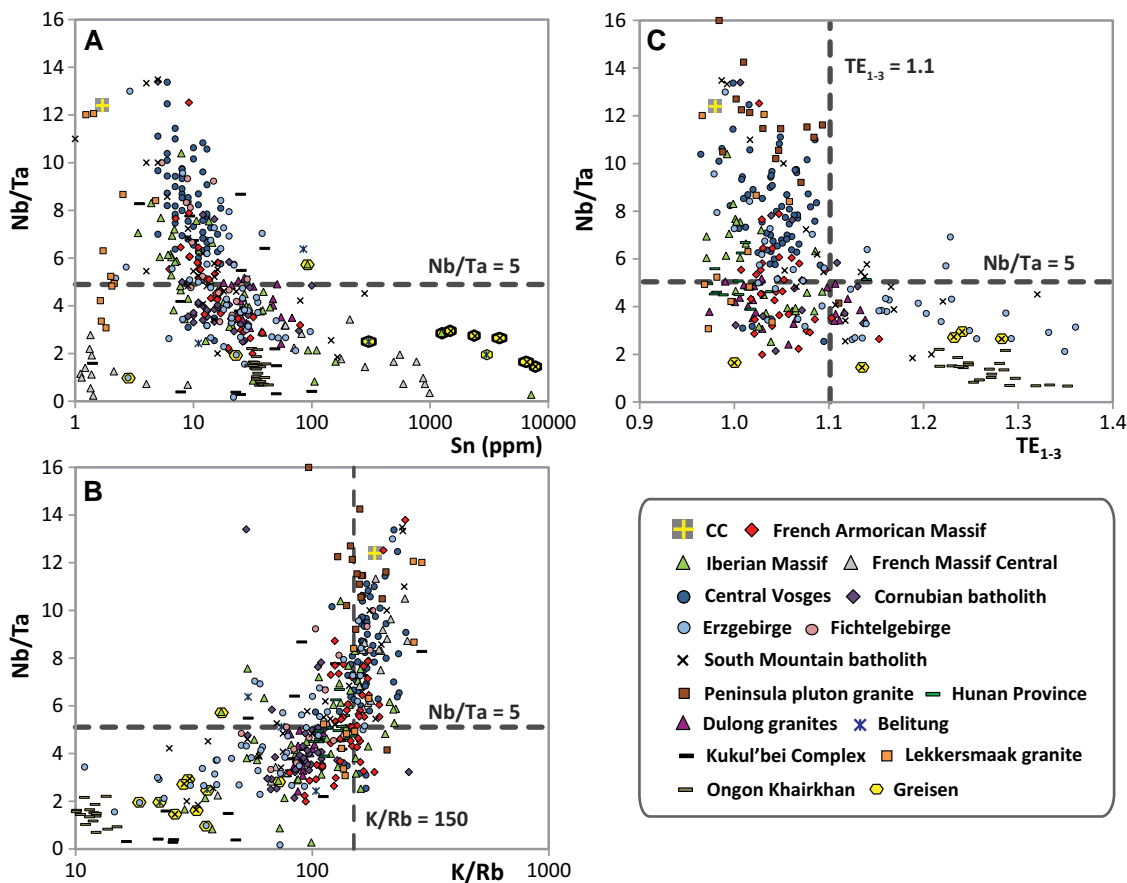 A
Nb/Ta
16
14
12
10
8
6
4
2
0
Nb/Ta = 5
1 10 100 1000 10000
Sn (ppm)
C
Nb/Ta
16
14
12
10
8
6
4
2
0
TE1-3 = 1.1
Nb/Ta = 5
0.9 1.0 1.1 1.2 1.3 1.4
TE1-3
B
Nb/Ta
16
14
12
10
8
6
4
2
0
Nb/Ta = 5
K/Rb = 150
10 100 1000
K/Rb
CC French Armorican Massif
Iberian Massif French Massif Central
Central Vosges Cornubian batholith
Erzgebirge Fichtelgebirge
South Mountain batholith
Peninsula pluton granite Hunan Province
Dulong granites Belitung
Kukul'bei Complex Lekkersmaak granite
Ongon Khairkhan Greisen